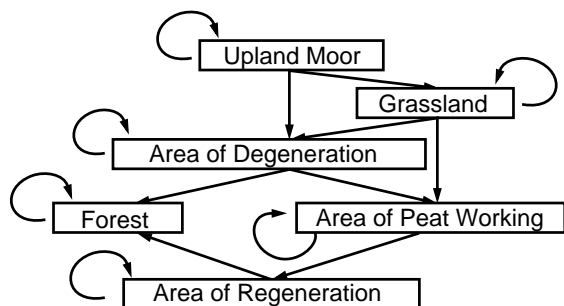 Upland Moor
Grassland
Area of Degeneration
Forest
Area of Peat Working
Area of Regeneration